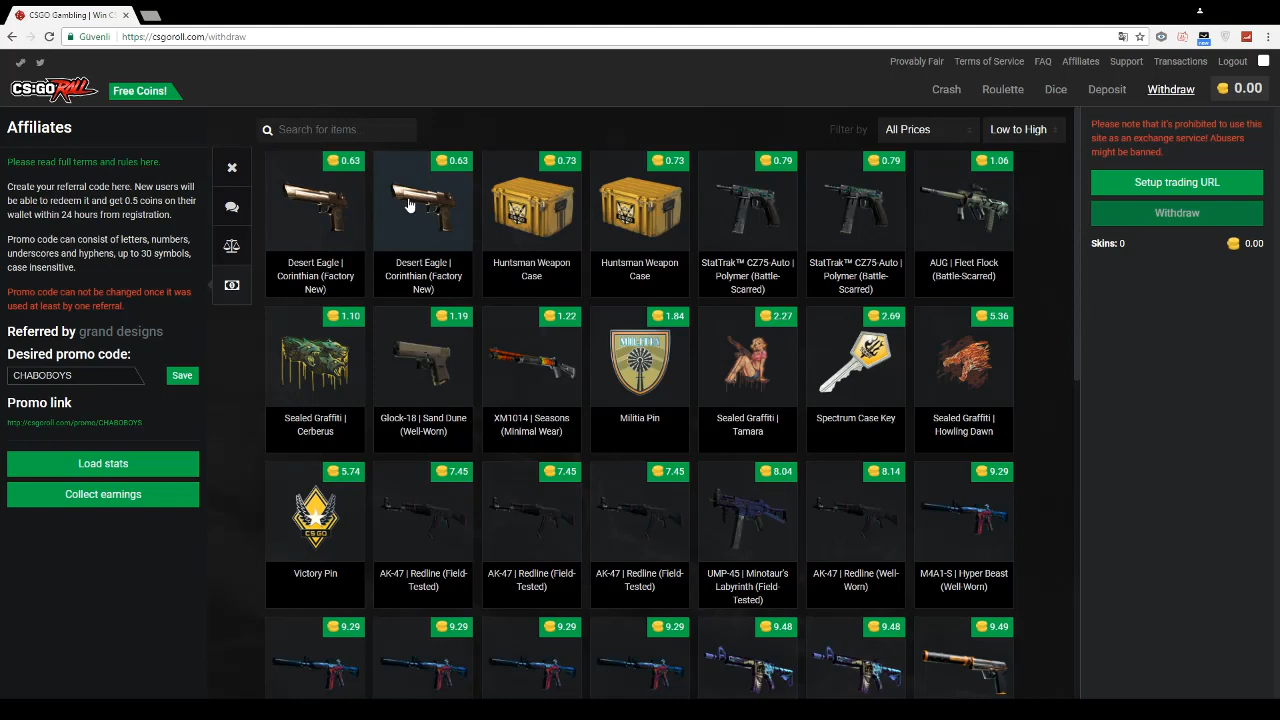 CSGO Gambling | Win CS
Güvenli
https://csgoroll.com/withdraw
new
Provably Fair
Terms of Service
FAQ
Affiliates
Support
Transactions
Logout
CS:GO ROLL
Free Coins!
Crash
Roulette
Dice
Deposit
Withdraw
0.00
Affiliates
Please read full terms and rules here.
Create your referral code here. New users will
be able to redeem it and get 0.5 coins on their
wallet within 24 hours from registration.
Promo code can consist of letters, numbers,
underscores and hyphens, up to 30 symbols,
case insensitive.
Promo code can not be changed once it was
used at least by one referral.
Referred by grand designs
Desired promo code:
CHABOBOYS
Save
Promo link
http://csgoroll.com/promo/CHABOBOYS
Load stats
Collect earnings
Search for items...
Filter by
All Prices
Low to High
0.63
Desert Eagle |
Corinthian (Factory
New)
0.63
Desert Eagle |
Corinthian (Factory
New)
0.73
Huntsman Weapon
Case
0.73
Huntsman Weapon
Case
0.79
StatTrak™ CZ75-Auto |
Polymer (Battle-
Scarred)
0.79
StatTrak™ CZ75-Auto |
Polymer (Battle-
Scarred)
1.06
AUG | Fleet Flock
(Battle-Scarred)
1.10
Sealed Graffiti |
Cerberus
1.19
Glock-18 | Sand Dune
(Well-Worn)
1.22
XM1014 | Seasons
(Minimal Wear)
1.84
Militia Pin
2.27
Sealed Graffiti |
Tamara
2.69
Spectrum Case Key
5.36
Sealed Graffiti |
Howling Dawn
5.74
CS GO
Victory Pin
7.45
AK-47 | Redline (Field-
Tested)
7.45
AK-47 | Redline (Field-
Tested)
7.45
AK-47 | Redline (Field-
Tested)
8.04
UMP-45 | Minotaur's
Labyrinth (Field-
Tested)
8.14
AK-47 | Redline (Well-
Worn)
9.29
M4A1-S | Hyper Beast
(Well-Worn)
9.29
9.29
9.29
9.29
9.48
9.48
9.49
Please note that it's prohibited to use this
site as an exchange service! Abusers
might be banned.
Setup trading URL
Withdraw
Skins: 0
0.00